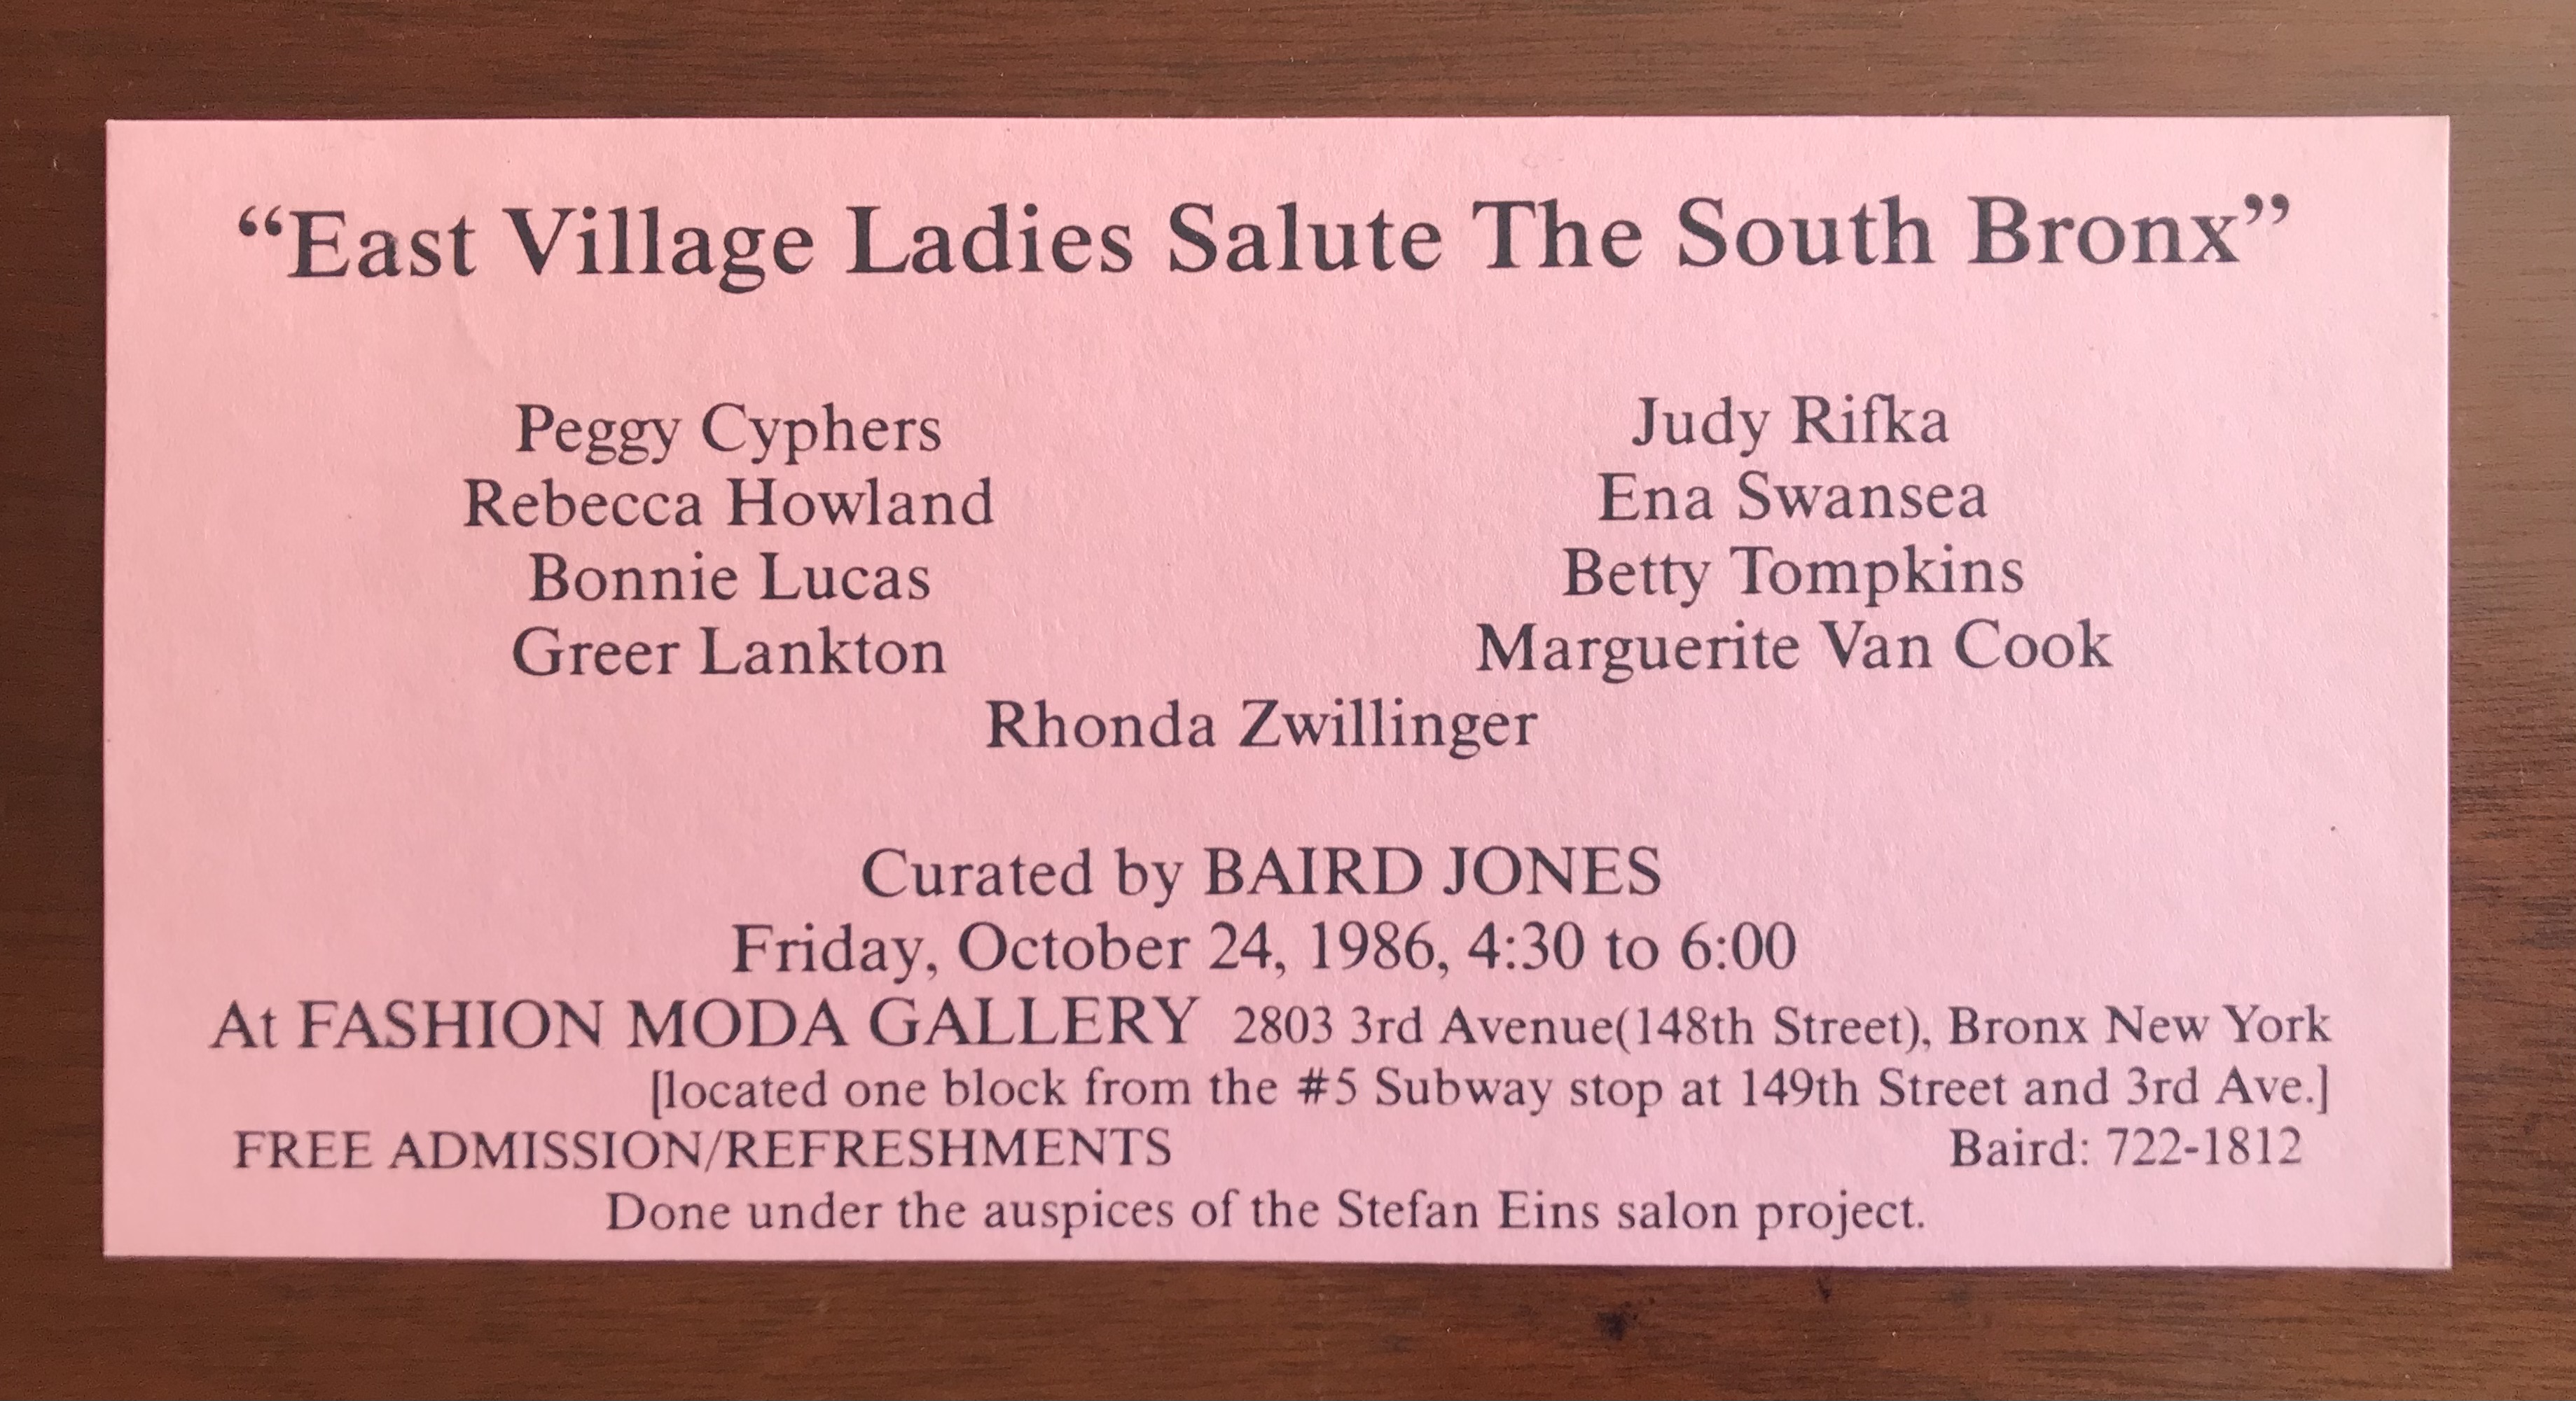 “East Village Ladies Salute The South Bronx”
Peggy Cyphers
Rebecca Howland
Bonnie Lucas
Greer Lankton
Judy Rifka
Ena Swansea
Betty Tompkins
Marguerite Van Cook
Rhonda Zwillinger
Curated by BAIRD JONES
Friday, October 24, 1986, 4:30 to 6:00
At FASHION MODA GALLERY 2803 3rd Avenue(148th Street), Bronx New York
[located one block from the #5 Subway stop at 149th Street and 3rd Ave.]
FREE ADMISSION/REFRESHMENTS Baird: 722-1812
Done under the auspices of the Stefan Eins salon project.